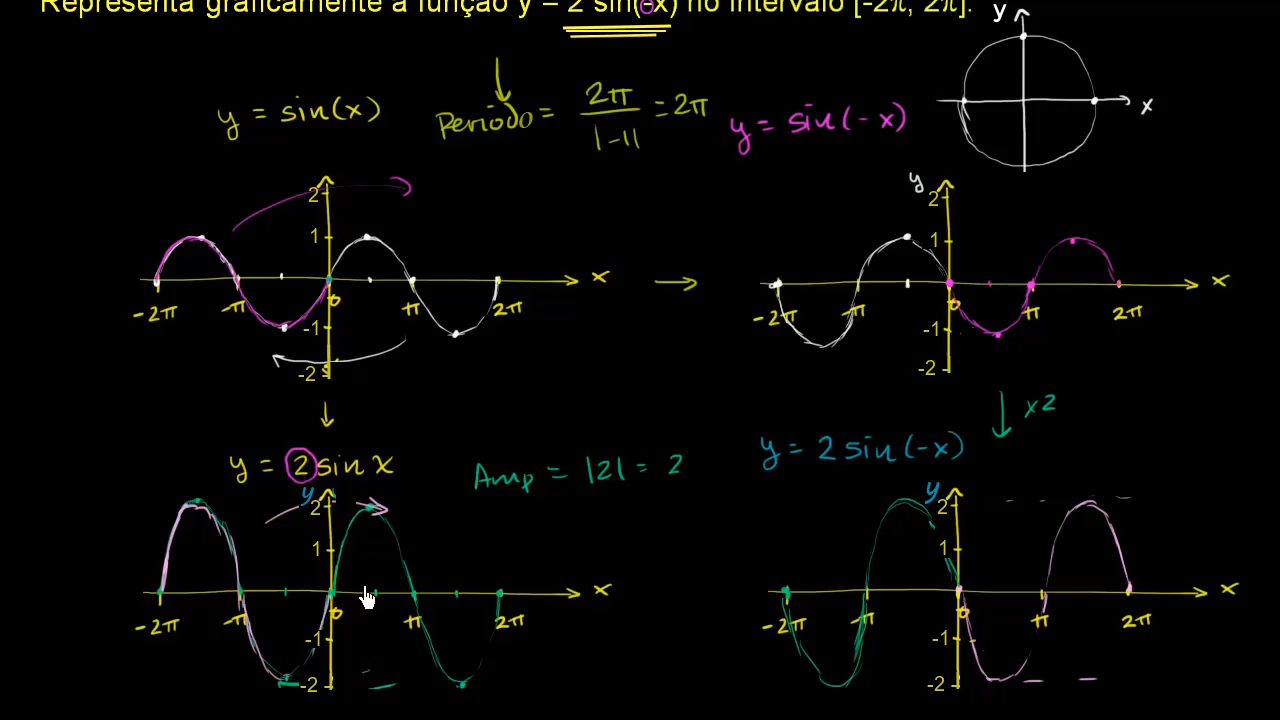 Representa graficamente a função y = 2 sin(-x) no intervalo [-2π, 2π].
y
x
y = sin(x)
Período = 2π / |-1| = 2π
y = sin(-x)
2
1
-1
-2
-2π -π 0 π 2π x
y
2
1
-1
-2
-2π -π 0 π 2π x
x2
y = 2 sin x
Amp = |2| = 2
y = 2 sin(-x)
y
2
1
-1
-2
-2π -π 0 π 2π x
y
2
1
-1
-2
-2π -π 0 π 2π x